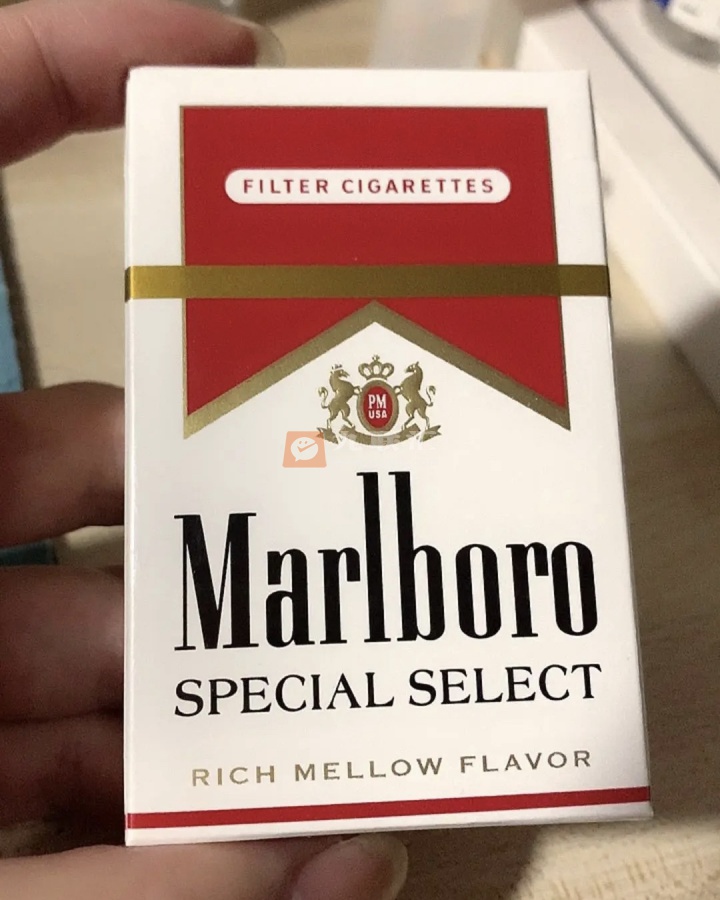 FILTER CIGARETTES
PM
USA
Marlboro
SPECIAL SELECT
RICH MELLOW FLAVOR